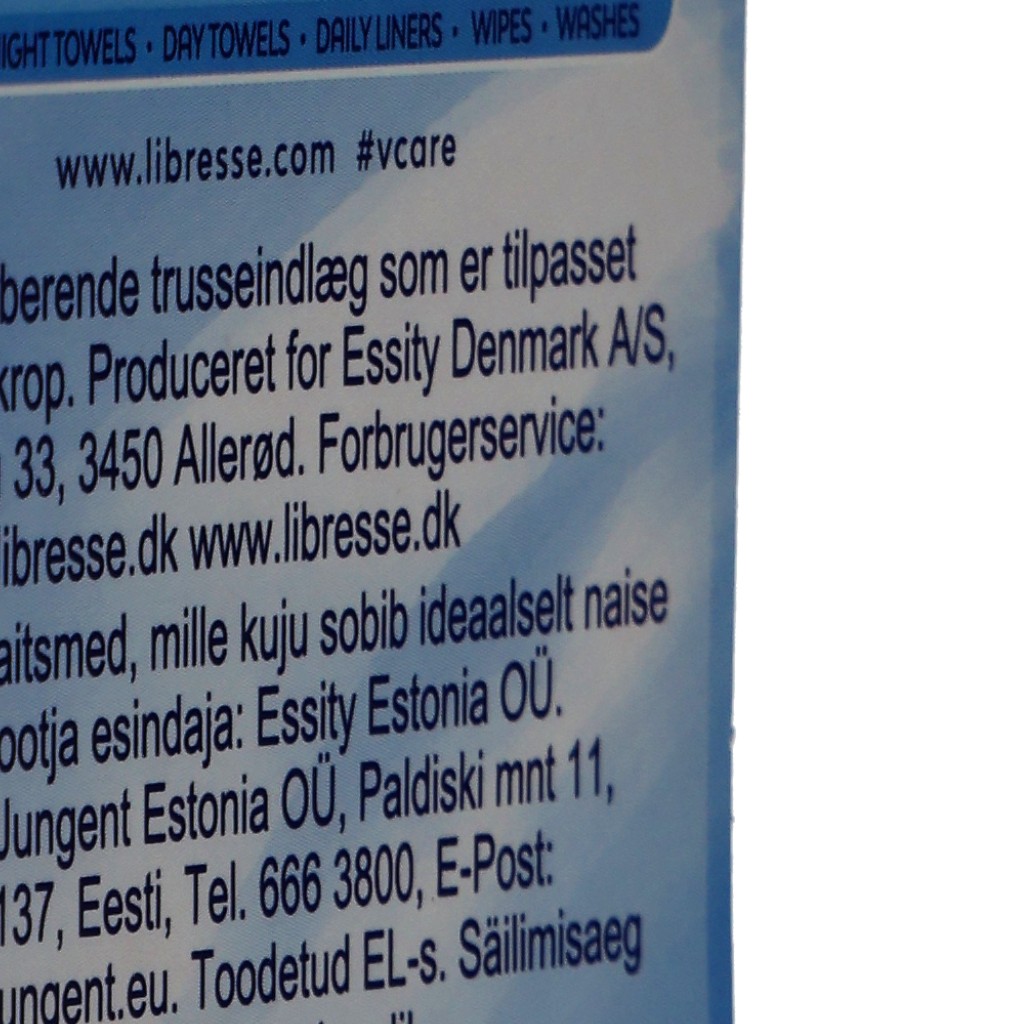 IGHT TOWELS · DAY TOWELS · DAILY LINERS · WIPES · WASHES
www.libresse.com #vcare
berende trusseindlæg som er tilpasset
krop. Produceret for Essity Denmark A/S,
33, 3450 Allerød. Forbrugerservice:
libresse.dk www.libresse.dk
aitsmed, mille kuju sobib ideaalselt naise
ootja esindaja: Essity Estonia OÜ.
Jungent Estonia OÜ, Paldiski mnt 11,
137, Eesti, Tel. 666 3800, E-Post:
ungent.eu. Toodetud EL-s. Säilimisaeg